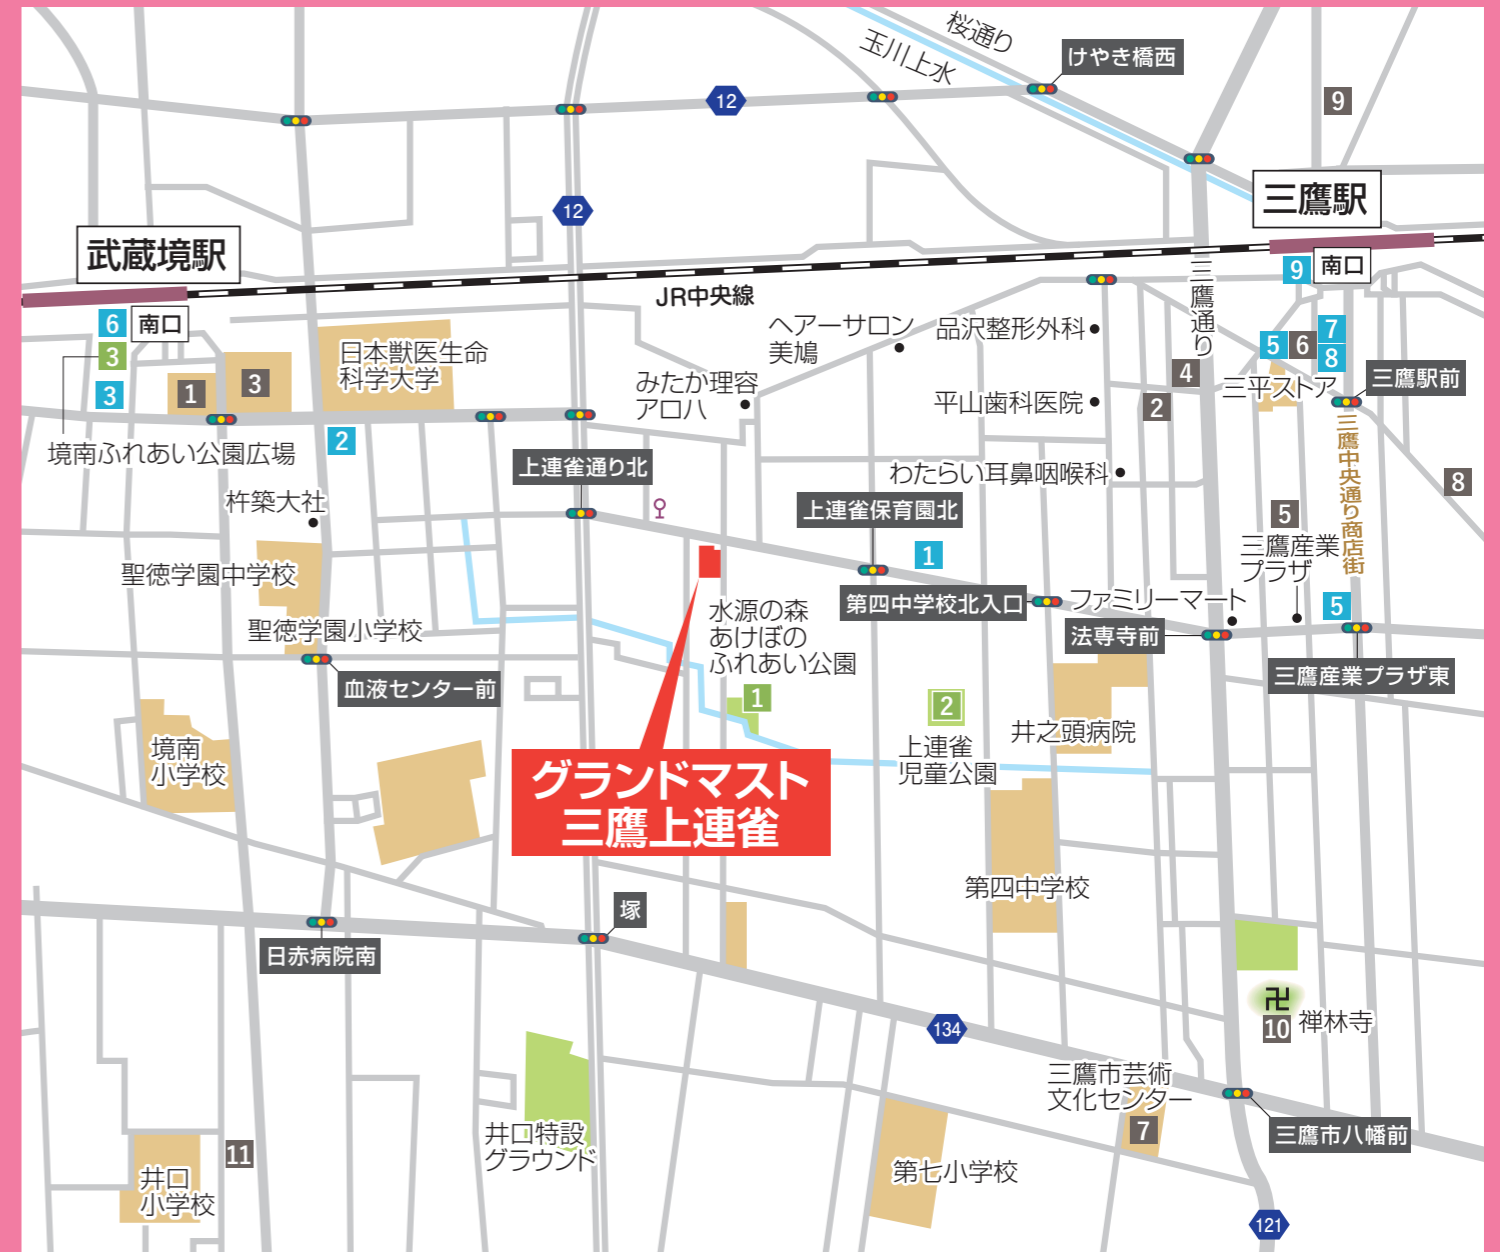 桜通り
玉川上水
けやき橋西
12
9
12
三鷹駅
武蔵境駅
南口
9
JR中央線
三鷹通り
6
南口
3
3
1
3
日本獣医生命
科学大学
ヘアーサロン
美鳩
品沢整形外科
5
6
7
8
みたか理容
アロハ
平山歯科医院
4
2
三平ストア
三鷹駅前
境南ふれあい公園広場
2
上連雀通り北
わたらい耳鼻咽喉科
三鷹中央通り商店街
8
杵築大社
上連雀保育園北
5
三鷹産業
プラザ
1
聖徳学園中学校
第四中学校北入口
ファミリーマート
5
水源の森
あけぼの
ふれあい公園
聖徳学園小学校
法専寺前
三鷹産業プラザ東
血液センター前
1
2
井之頭病院
上連雀
児童公園
境南
小学校
グランドマスト
三鷹上連雀
第四中学校
塚
日赤病院南
卍
10
禅林寺
134
三鷹市芸術
文化センター
7
三鷹市八幡前
井口特設
グラウンド
11
井口
小学校
第七小学校
121